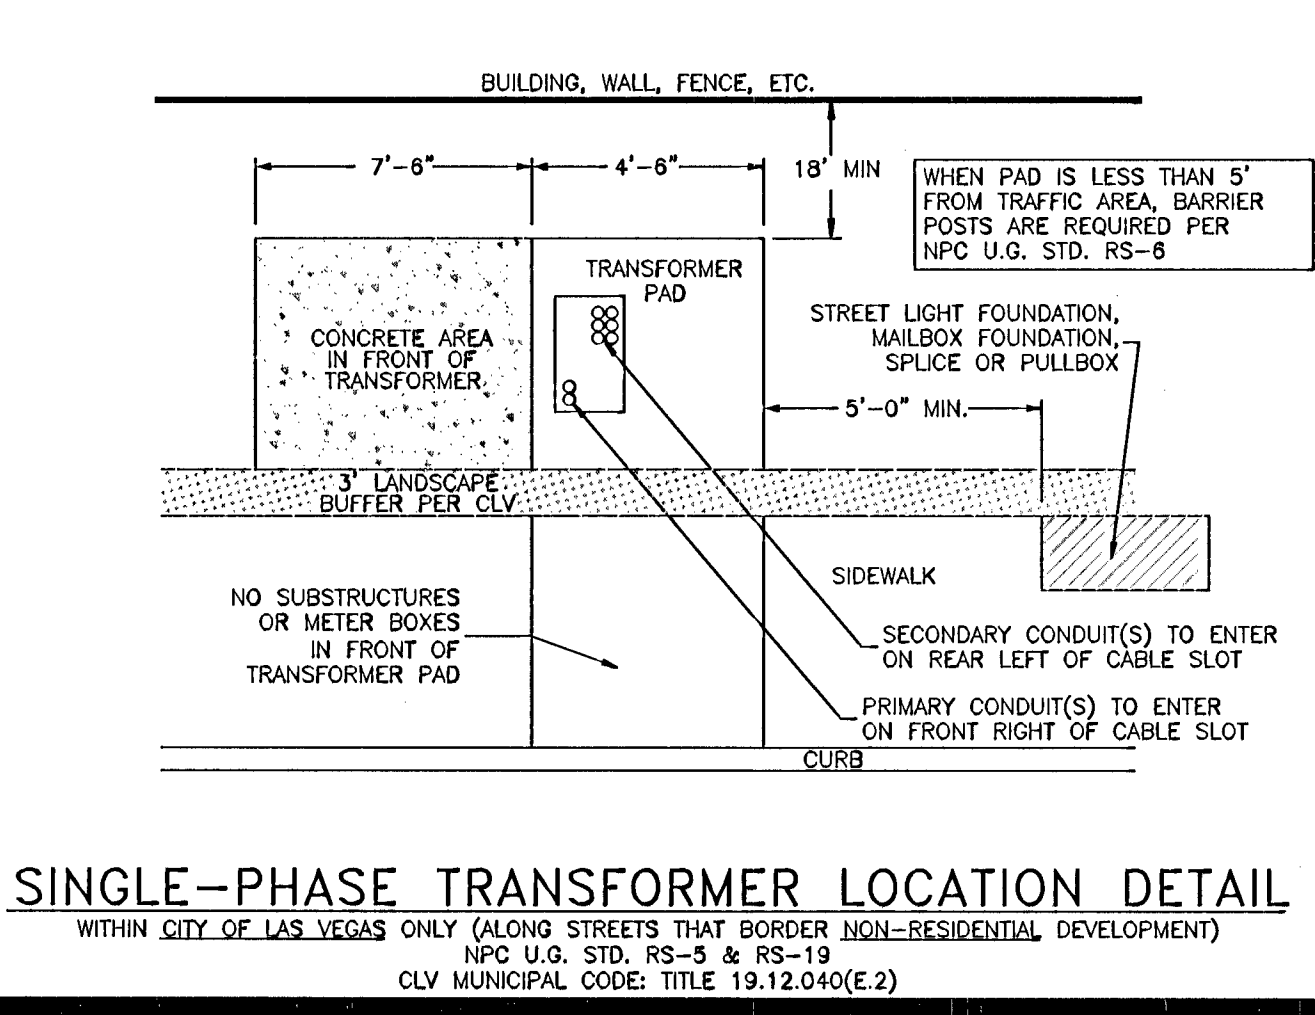 BUILDING, WALL, FENCE, ETC.
7'-6"
4'-6"
18' MIN
WHEN PAD IS LESS THAN 5'
FROM TRAFFIC AREA, BARRIER
POSTS ARE REQUIRED PER
NPC U.G. STD. RS-6
TRANSFORMER
PAD
CONCRETE AREA
IN FRONT OF
TRANSFORMER
STREET LIGHT FOUNDATION,
MAILBOX FOUNDATION,
SPLICE OR PULLBOX
5'-0" MIN.
3' LANDSCAPE
BUFFER PER CLV
SIDEWALK
NO SUBSTRUCTURES
OR METER BOXES
IN FRONT OF
TRANSFORMER PAD
SECONDARY CONDUIT(S) TO ENTER
ON REAR LEFT OF CABLE SLOT
PRIMARY CONDUIT(S) TO ENTER
ON FRONT RIGHT OF CABLE SLOT
CURB
SINGLE-PHASE TRANSFORMER LOCATION DETAIL
WITHIN CITY OF LAS VEGAS ONLY (ALONG STREETS THAT BORDER NON-RESIDENTIAL DEVELOPMENT)
NPC U.G. STD. RS-5 & RS-19
CLV MUNICIPAL CODE: TITLE 19.12.040(E.2)